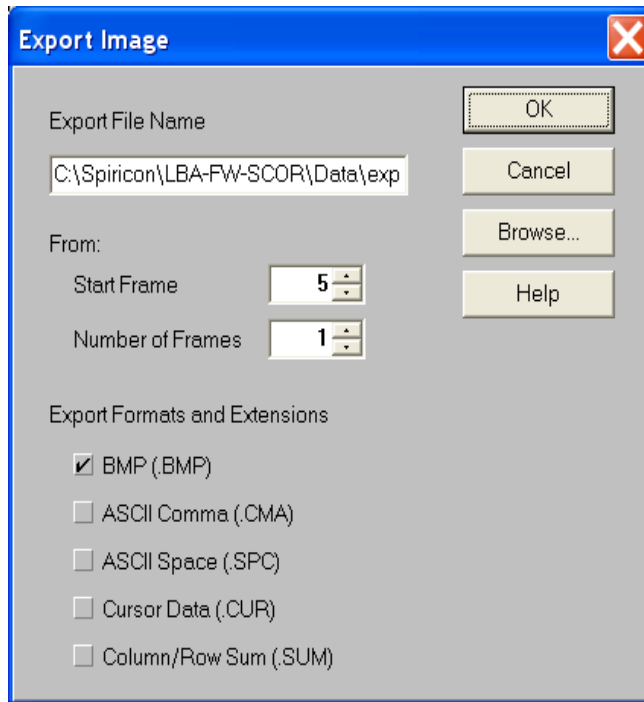 Export Image
Export File Name
C:\Spiricon\LBA-FW-SCOR\Data\exp
OK
Cancel
Browse...
Help
From:
Start Frame 5
Number of Frames 1
Export Formats and Extensions
BMP (.BMP)
ASCII Comma (.CMA)
ASCII Space (.SPC)
Cursor Data (.CUR)
Column/Row Sum (.SUM)